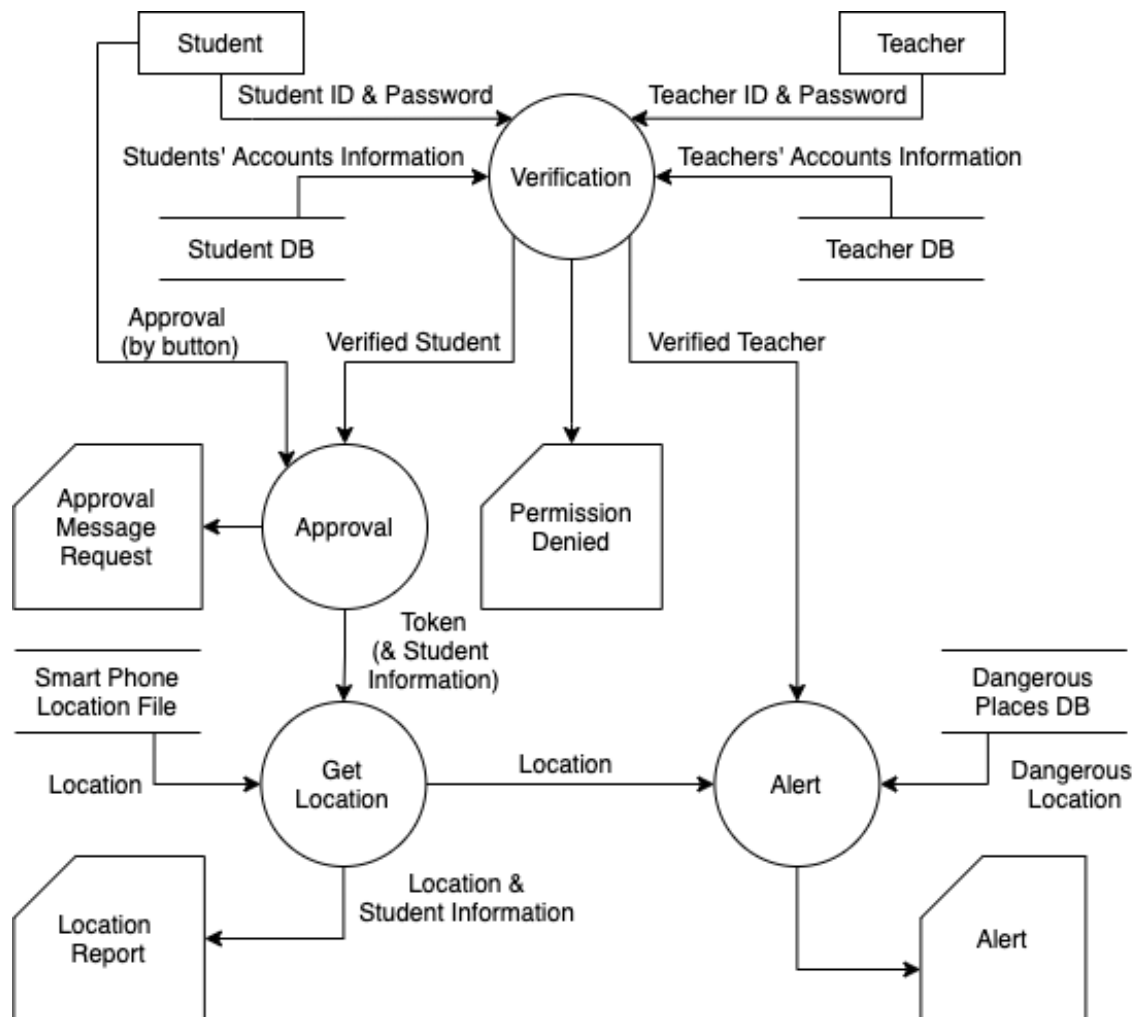 Student
Teacher
Student ID & Password
Teacher ID & Password
Students' Accounts Information
Teachers' Accounts Information
Verification
Student DB
Teacher DB
Approval
(by button)
Verified Student
Verified Teacher
Approval
Message
Request
Approval
Permission
Denied
Token
(& Student
Information)
Smart Phone
Location File
Dangerous
Places DB
Location
Get
Location
Location
Alert
Dangerous
Location
Location &
Student Information
Location
Report
Alert